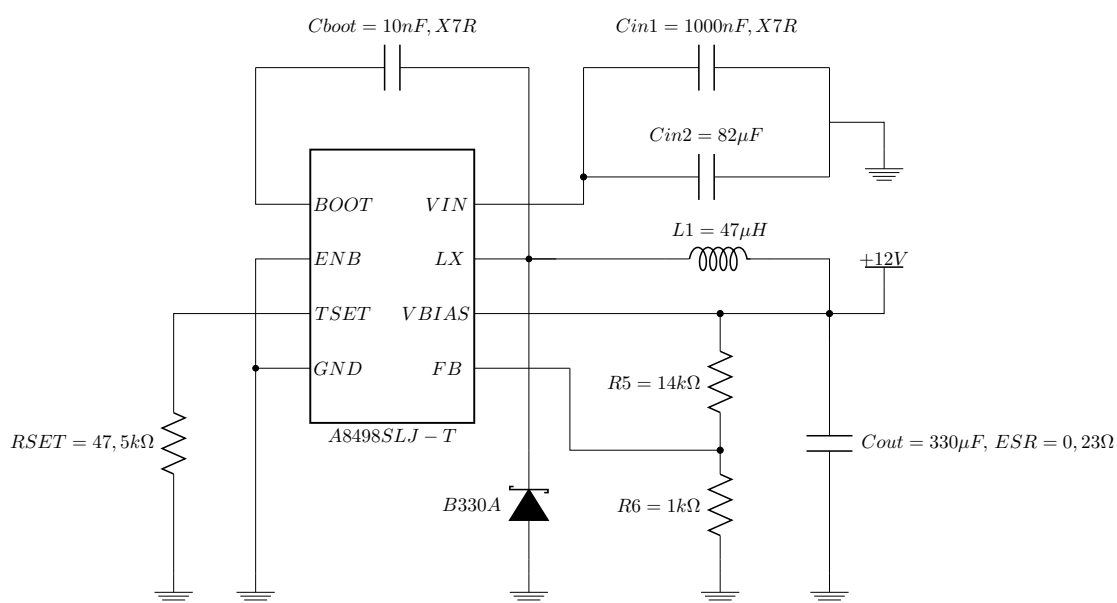 Cboot = 10nF, X7R
Cin1 = 1000nF, X7R
Cin2 = 82μF
BOOT
VIN
L1 = 47μH
ENB
LX
+12V
TSET
VBIAS
GND
FB
R5 = 14kΩ
A8498SLJ − T
RSET = 47, 5kΩ
Cout = 330μF, ESR = 0, 23Ω
B330A
R6 = 1kΩ